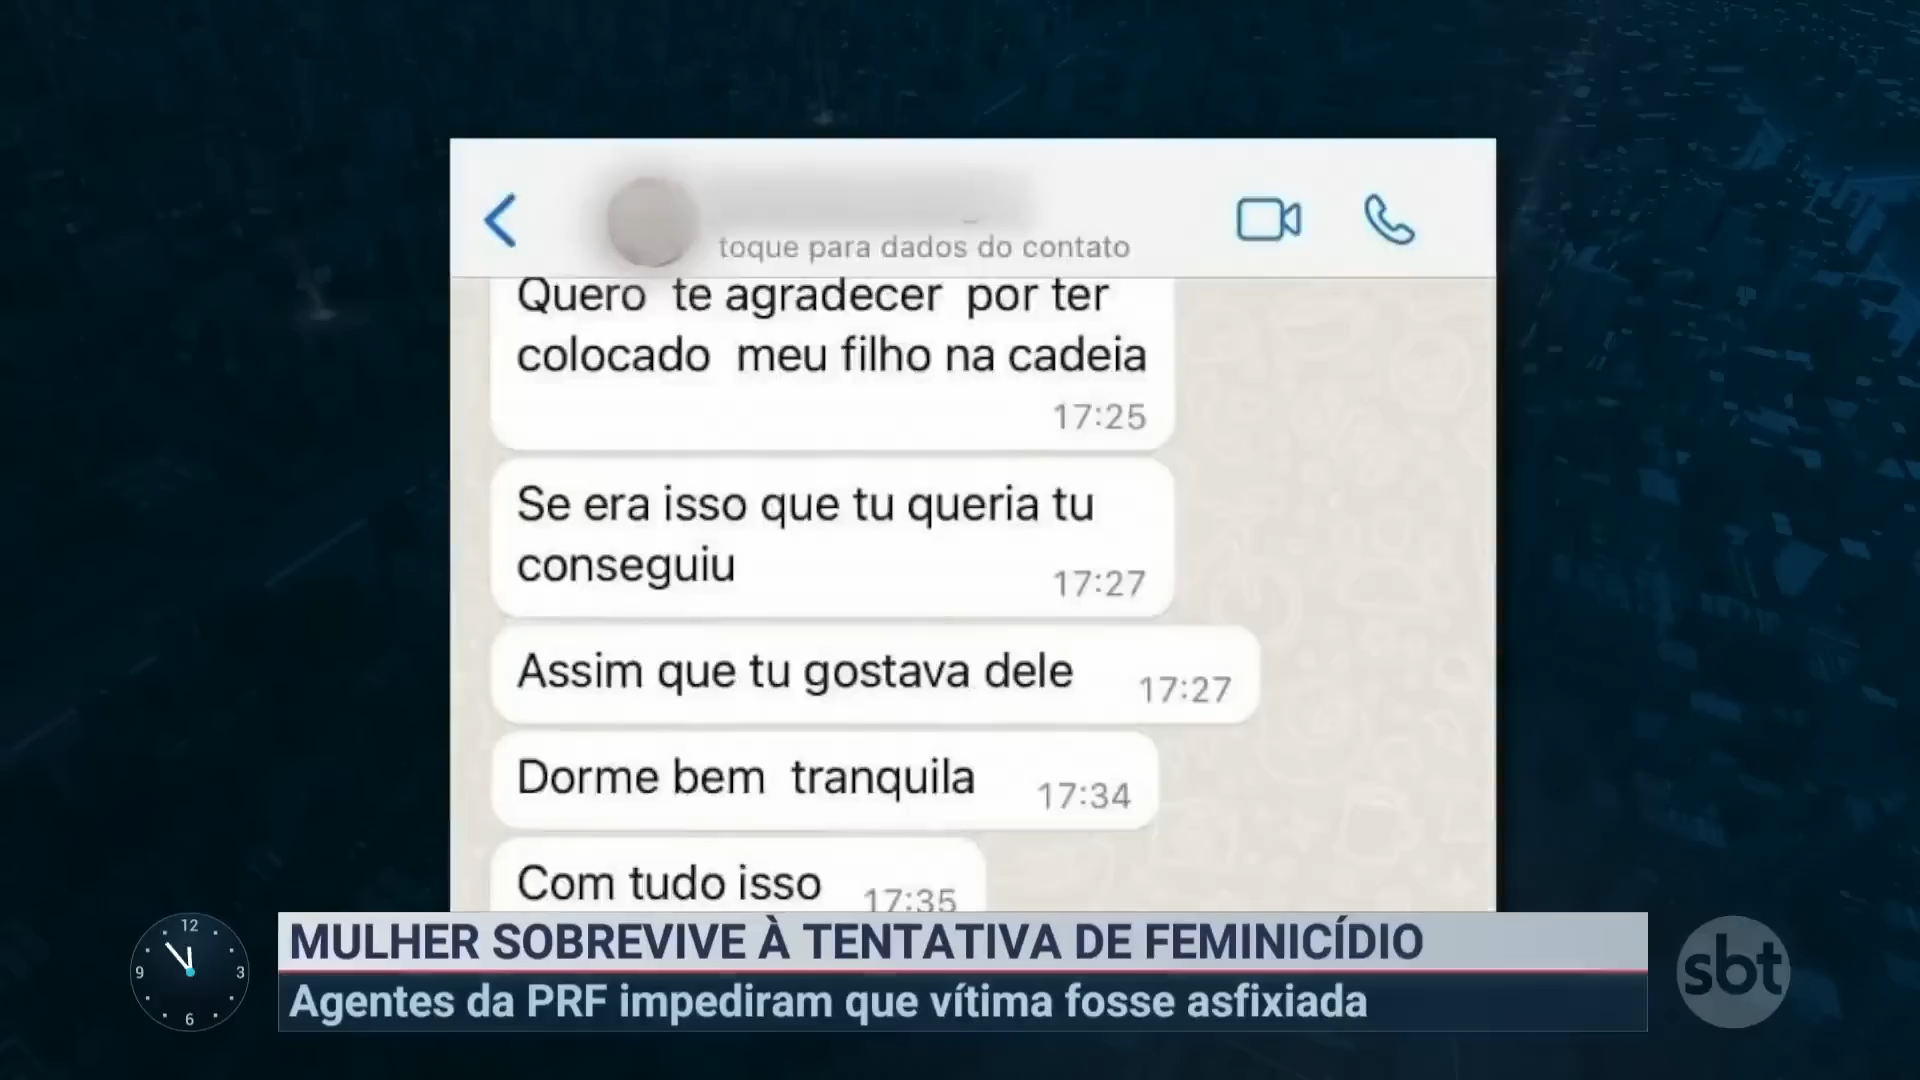 toque para dados do contato
Quero te agradecer por ter
colocado meu filho na cadeia
17:25
Se era isso que tu queria tu
conseguiu
17:27
Assim que tu gostava dele 17:27
Dorme bem tranquila 17:34
Com tudo isso 17:35
MULHER SOBREVIVE À TENTATIVA DE FEMINICÍDIO
Agentes da PRF impediram que vítima fosse asfixiada
12
9
3
6
sbt